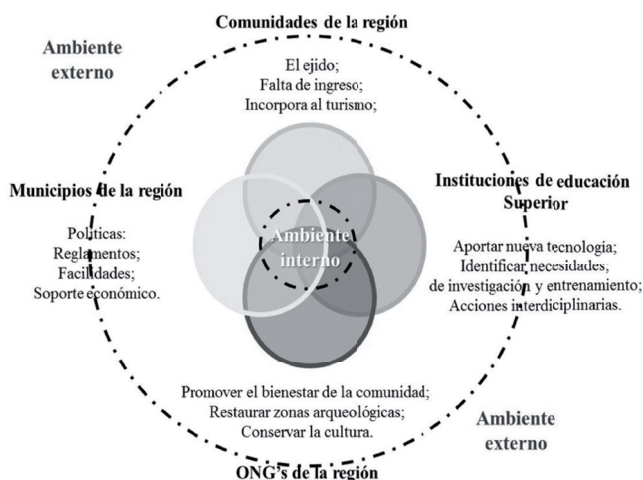 Comunidades de la región
Ambiente
externo
El ejido;
Falta de ingreso;
Incorpora al turismo;
Municipios de la región
Políticas:
Reglamentos;
Facilidades;
Soporte económico.
Ambiente
interno
Instituciones de educación
Superior
Aportar nueva tecnología;
Identificar necesidades,
de investigación y entrenamiento;
Acciones interdiciplinarias.
Promover el bienestar de la comunidad;
Restaurar zonas arqueológicas;
Conservar la cultura.
Ambiente
externo
ONG's de la región